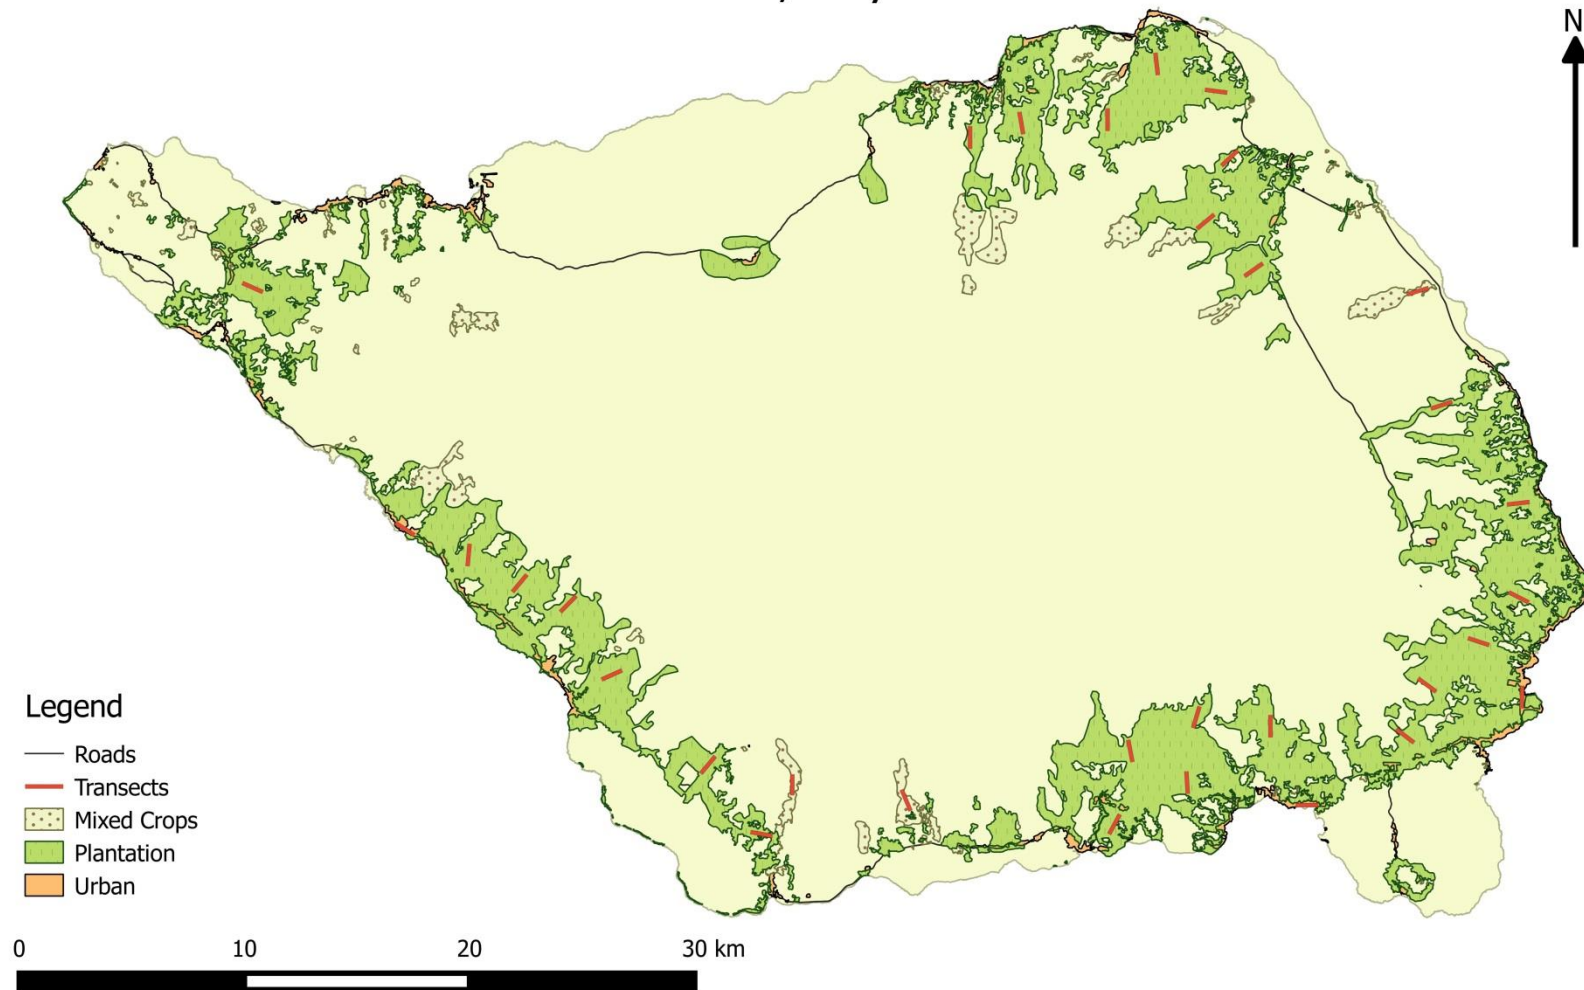 N
Legend
Roads
Transects
Mixed Crops
Plantation
Urban
0 10 20 30 km